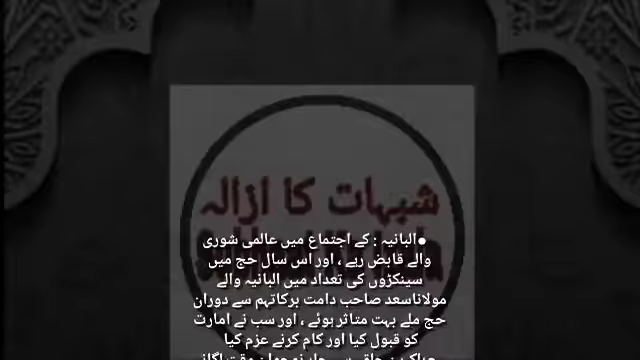 شبہات کا ازالہ
●البانیہ : کے اجتماع میں عالمی شوری
والے قابض رہے ، اور اس سال حج میں
سینکڑوں کی تعداد میں البانیہ والے
مولاناسعد صاحب دامت برکاتہم سے دوران
حج ملے بہت متاثر ہوئے ، اور سب نے امارت
کو قبول کیا اور کام کرنے عزم کیا